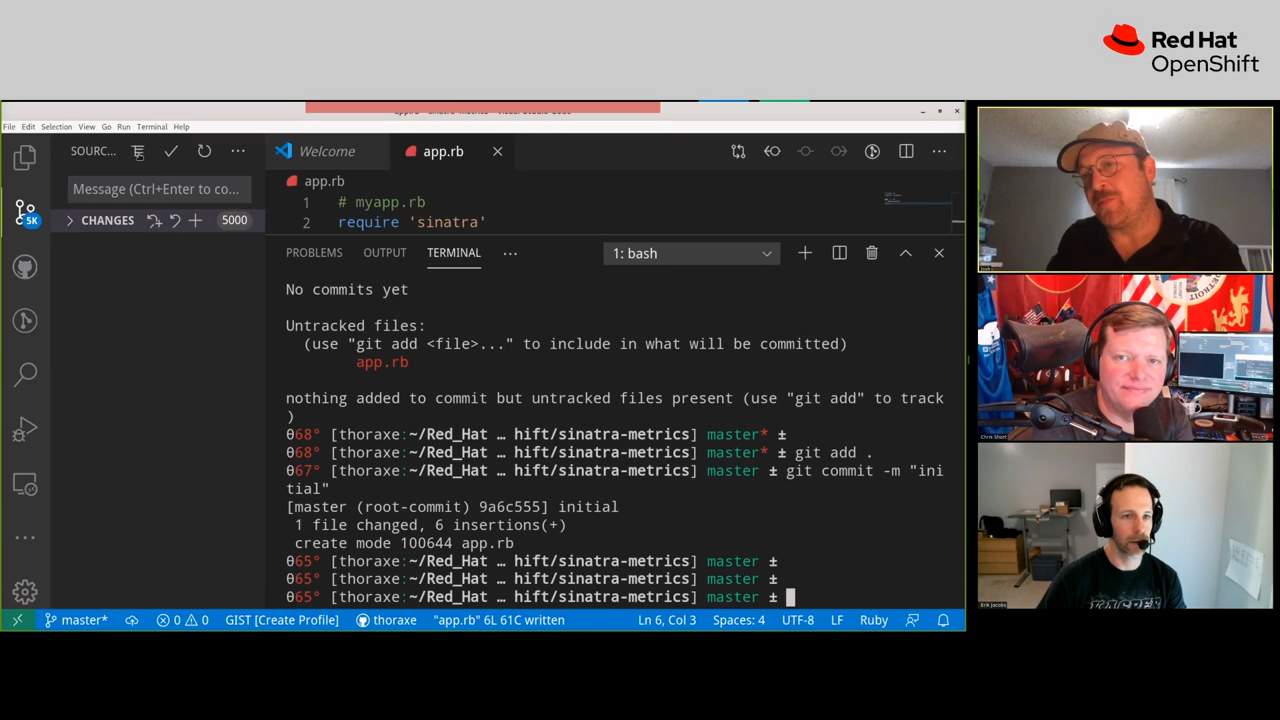 Red Hat
OpenShift
File Edit Selection View Go Run Terminal Help
SOURC... ...
Welcome
app.rb
Message (Ctrl+Enter to co...
CHANGES 5000
5K
app.rb
1 # myapp.rb
2 require 'sinatra'
PROBLEMS OUTPUT TERMINAL ... 1: bash
No commits yet
Untracked files:
(use "git add <file>..." to include in what will be committed)
app.rb
nothing added to commit but untracked files present (use "git add" to track
)
θ68° [thoraxe:~/Red_Hat … hift/sinatra-metrics] master* ±
θ68° [thoraxe:~/Red_Hat … hift/sinatra-metrics] master* ± git add .
θ67° [thoraxe:~/Red_Hat … hift/sinatra-metrics] master ± git commit -m "ini
tial"
[master (root-commit) 9a6c555] initial
1 file changed, 6 insertions(+)
create mode 100644 app.rb
θ65° [thoraxe:~/Red_Hat … hift/sinatra-metrics] master ±
θ65° [thoraxe:~/Red_Hat … hift/sinatra-metrics] master ±
θ65° [thoraxe:~/Red_Hat … hift/sinatra-metrics] master ±
master* 0 0 GIST [Create Profile] thoraxe "app.rb" 6L 61C written Ln 6, Col 3 Spaces: 4 UTF-8 LF Ruby
DETROIT
Chris Short
Erik Jacobs